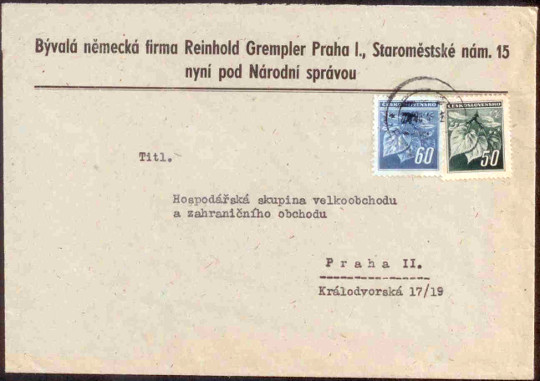 Bývalá německá firma Reinhold Grempler Praha I., Staroměstské nám. 15
nyní pod Národní správou
ČESKOSLOVENSKO
60
ČESKOSLOVENSKO
50
Titl.
Hospodářská skupina velkoobchodu
a zahraničního obchodu
Praha II.
Králodvorská 17/19